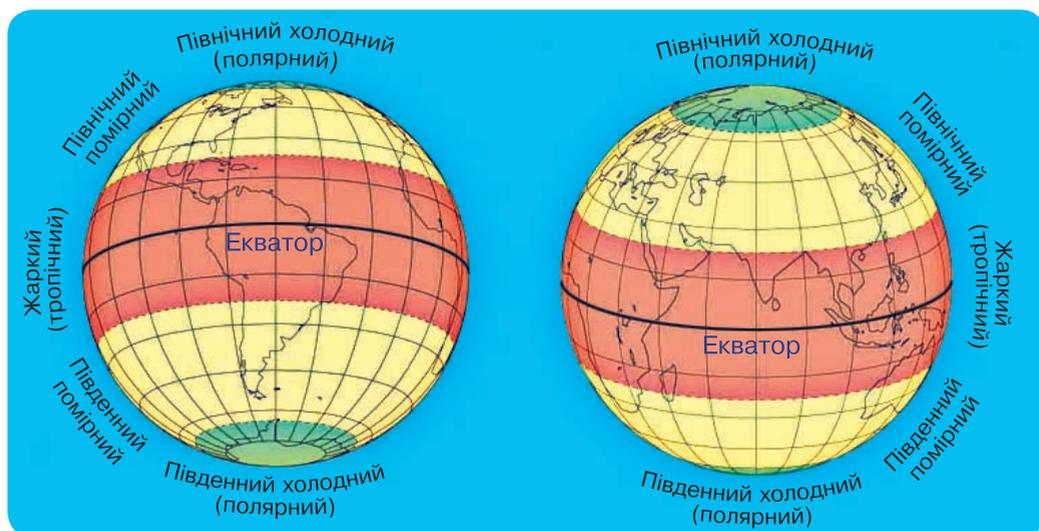 Північний холодний
(полярний)
Північний
помірний
Жаркий
(тропічний)
Екватор
Південний
помірний
Південний холодний
(полярний)
Північний холодний
(полярний)
Північний
помірний
Жаркий
(тропічний)
Екватор
Південний
помірний
Південний холодний
(полярний)